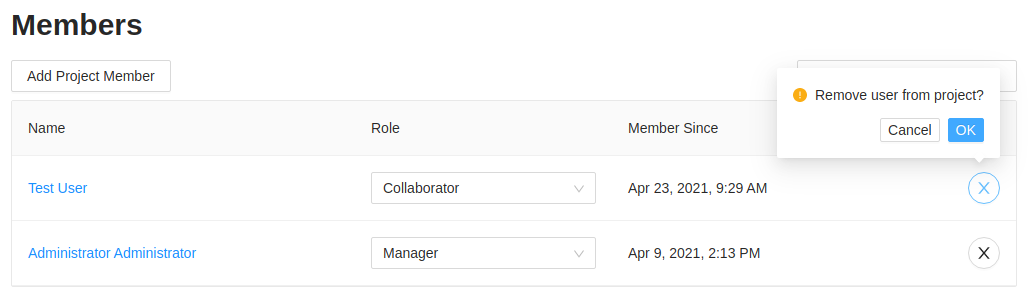 Members
Add Project Member
Remove user from project?
Cancel OK
Name Role Member Since
Test User Collaborator Apr 23, 2021, 9:29 AM
Administrator Administrator Manager Apr 9, 2021, 2:13 PM